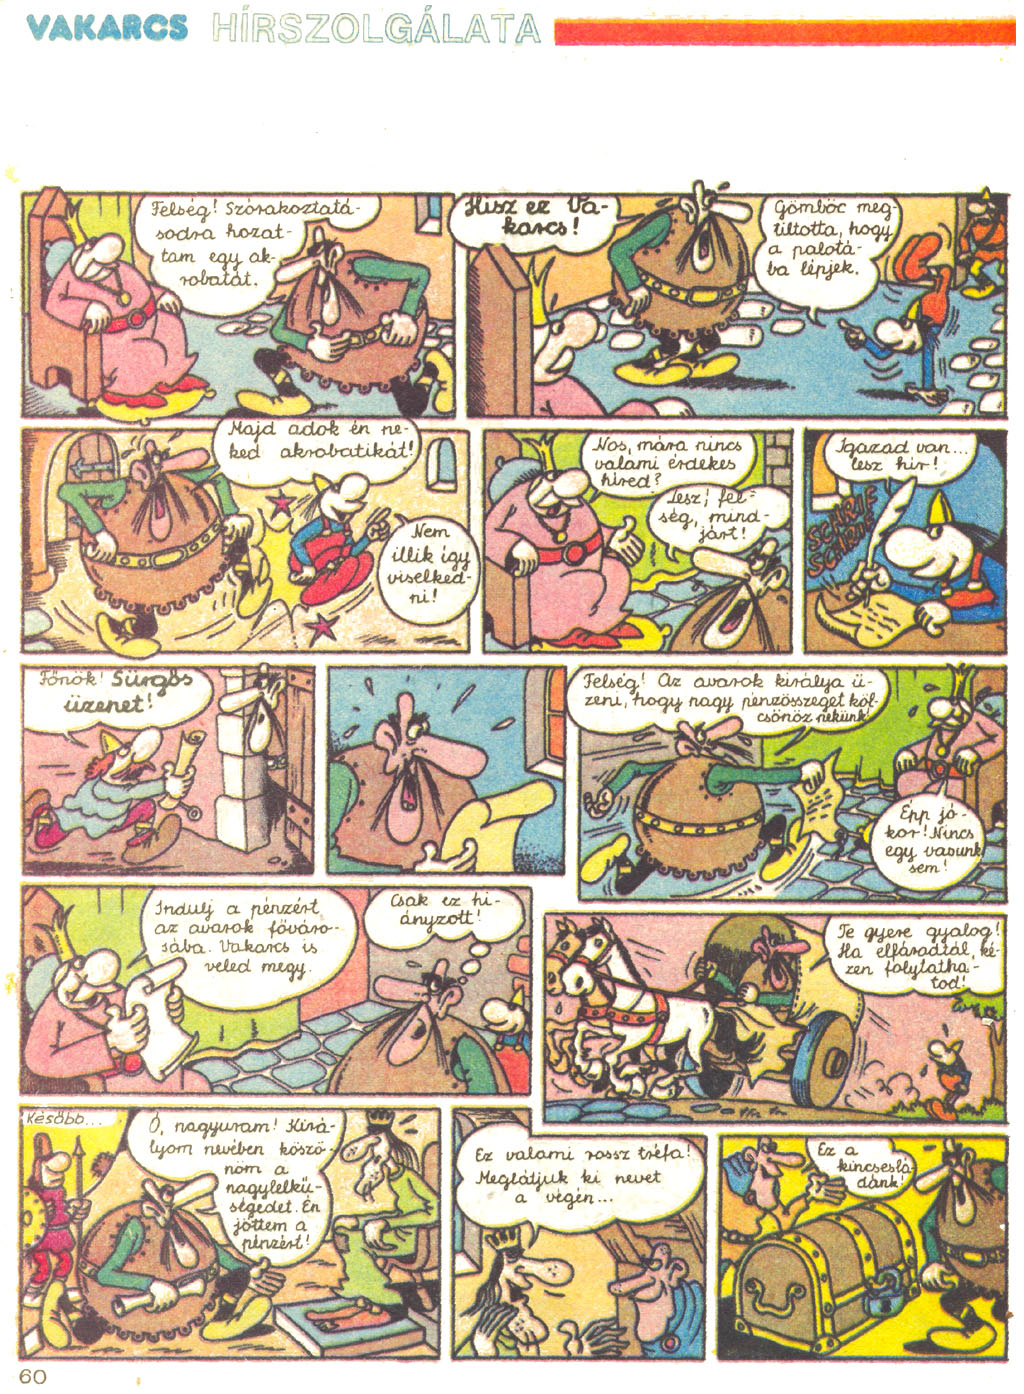 VAKARCS HÍRSZOLGÁLATA
Felség! Szórakoztatá-
sodra hozat-
tam egy ak-
robatát.
Hisz ez Va-
karcs!
Gömböc meg-
tiltotta, hogy
a palotá-
ba lépjek.
Majd adok én ne-
ked akrobatikát!
Nem
illik így
viselked-
ni!
Nos, mára nincs
valami érdekes
híred?
Lesz, fel-
ség, mind-
járt!
Igazad van...
lesz hír!
SCHRIF
SCHRIF
Főnök! Sürgős
üzenet!
Felség! Az avarok királya ü-
zeni, hogy nagy pénzösszeget köl-
csönöz nekünk!
Épp jó-
kor! Nincs
egy vasunk
sem!
Indulj a pénzért
az avarok főváro-
sába. Vakarcs is
veled megy.
Csak ez hi-
ányzott!
Te gyere gyalog!
Ha elfáradtál, ké-
zen folytatha-
tod!
Később...
Ó, nagyuram! Kirá-
lyom nevében köszö-
nöm a
nagylelkű-
ségedet. Én
jöttem a
pénzért!
Ez valami rossz tréfa!
Meglátjuk ki nevet
a végén...
Ez a
kincseslá-
dánk!
60